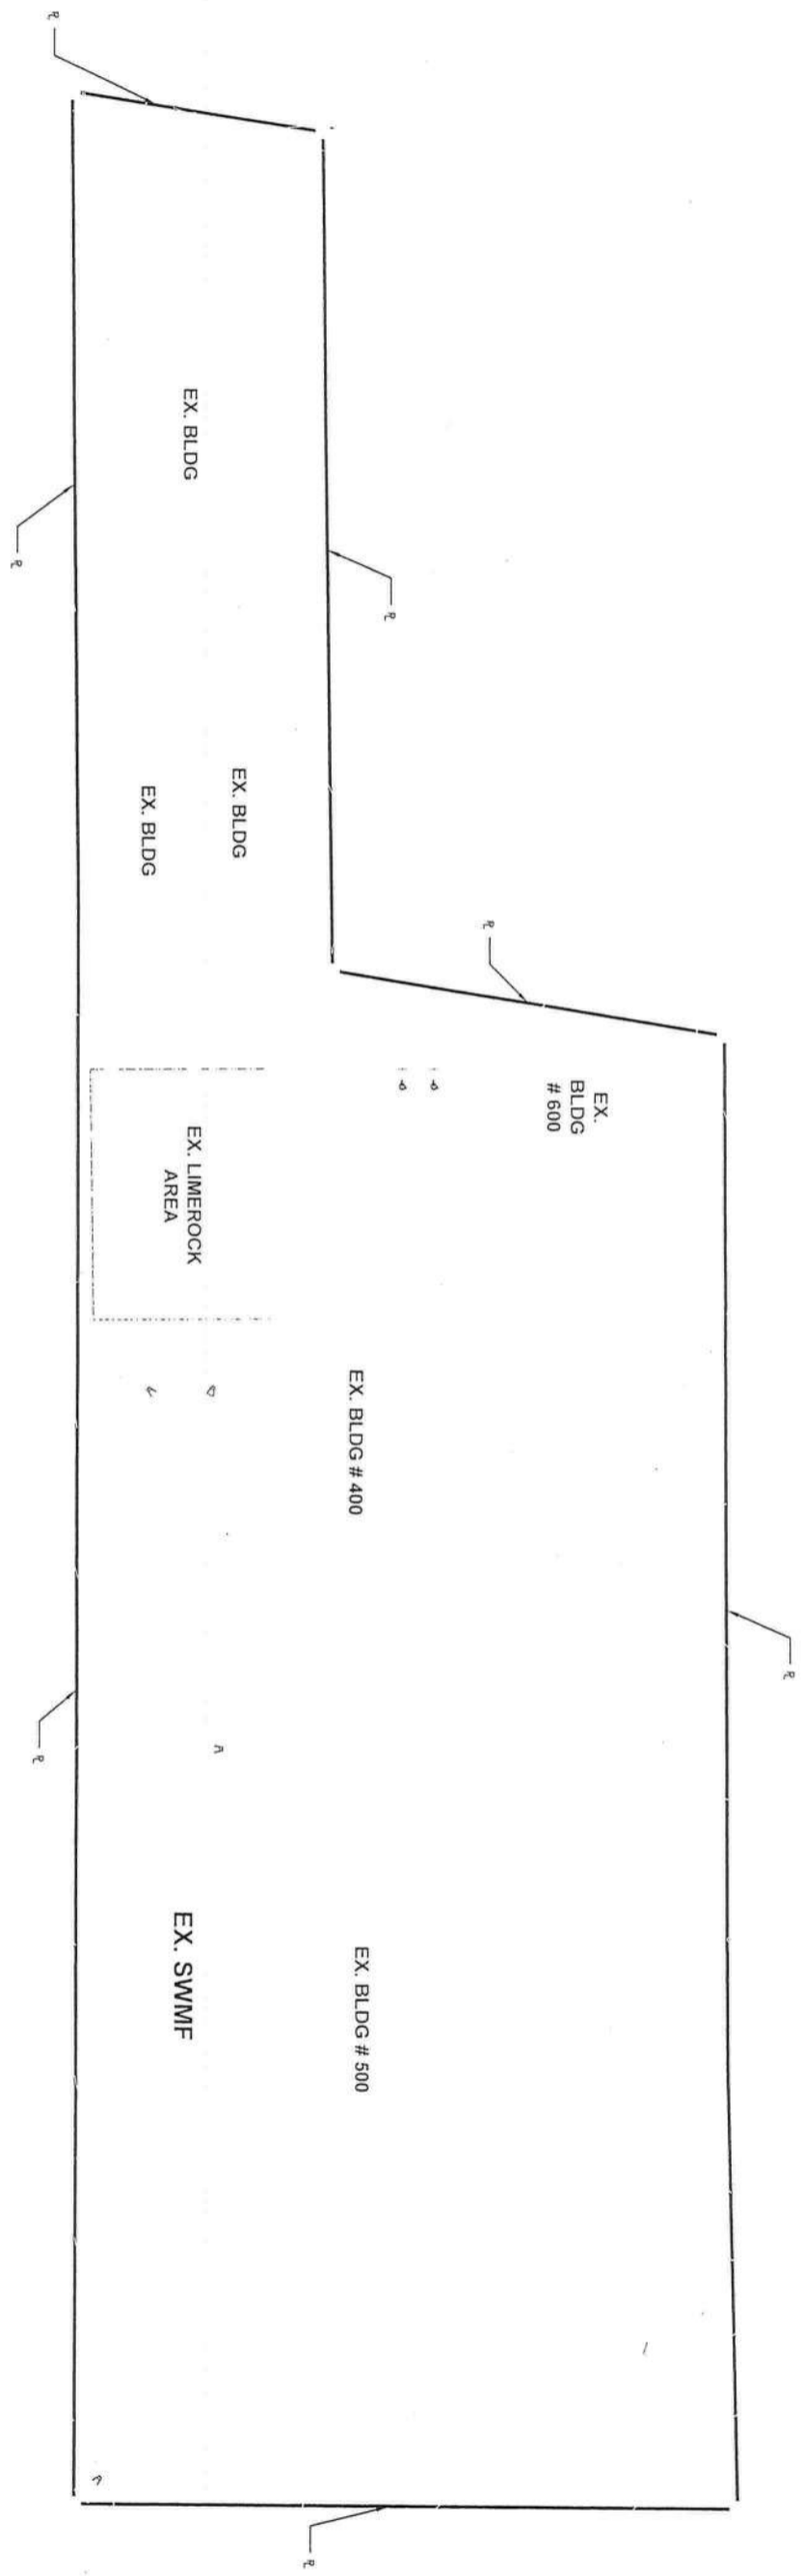 ℄
EX. BLDG
℄
℄
EX. BLDG
EX. BLDG
℄
EX.
BLDG
# 600
EX. LIMEROCK
AREA
EX. BLDG # 400
℄
℄
EX. SWMF
EX. BLDG # 500
℄